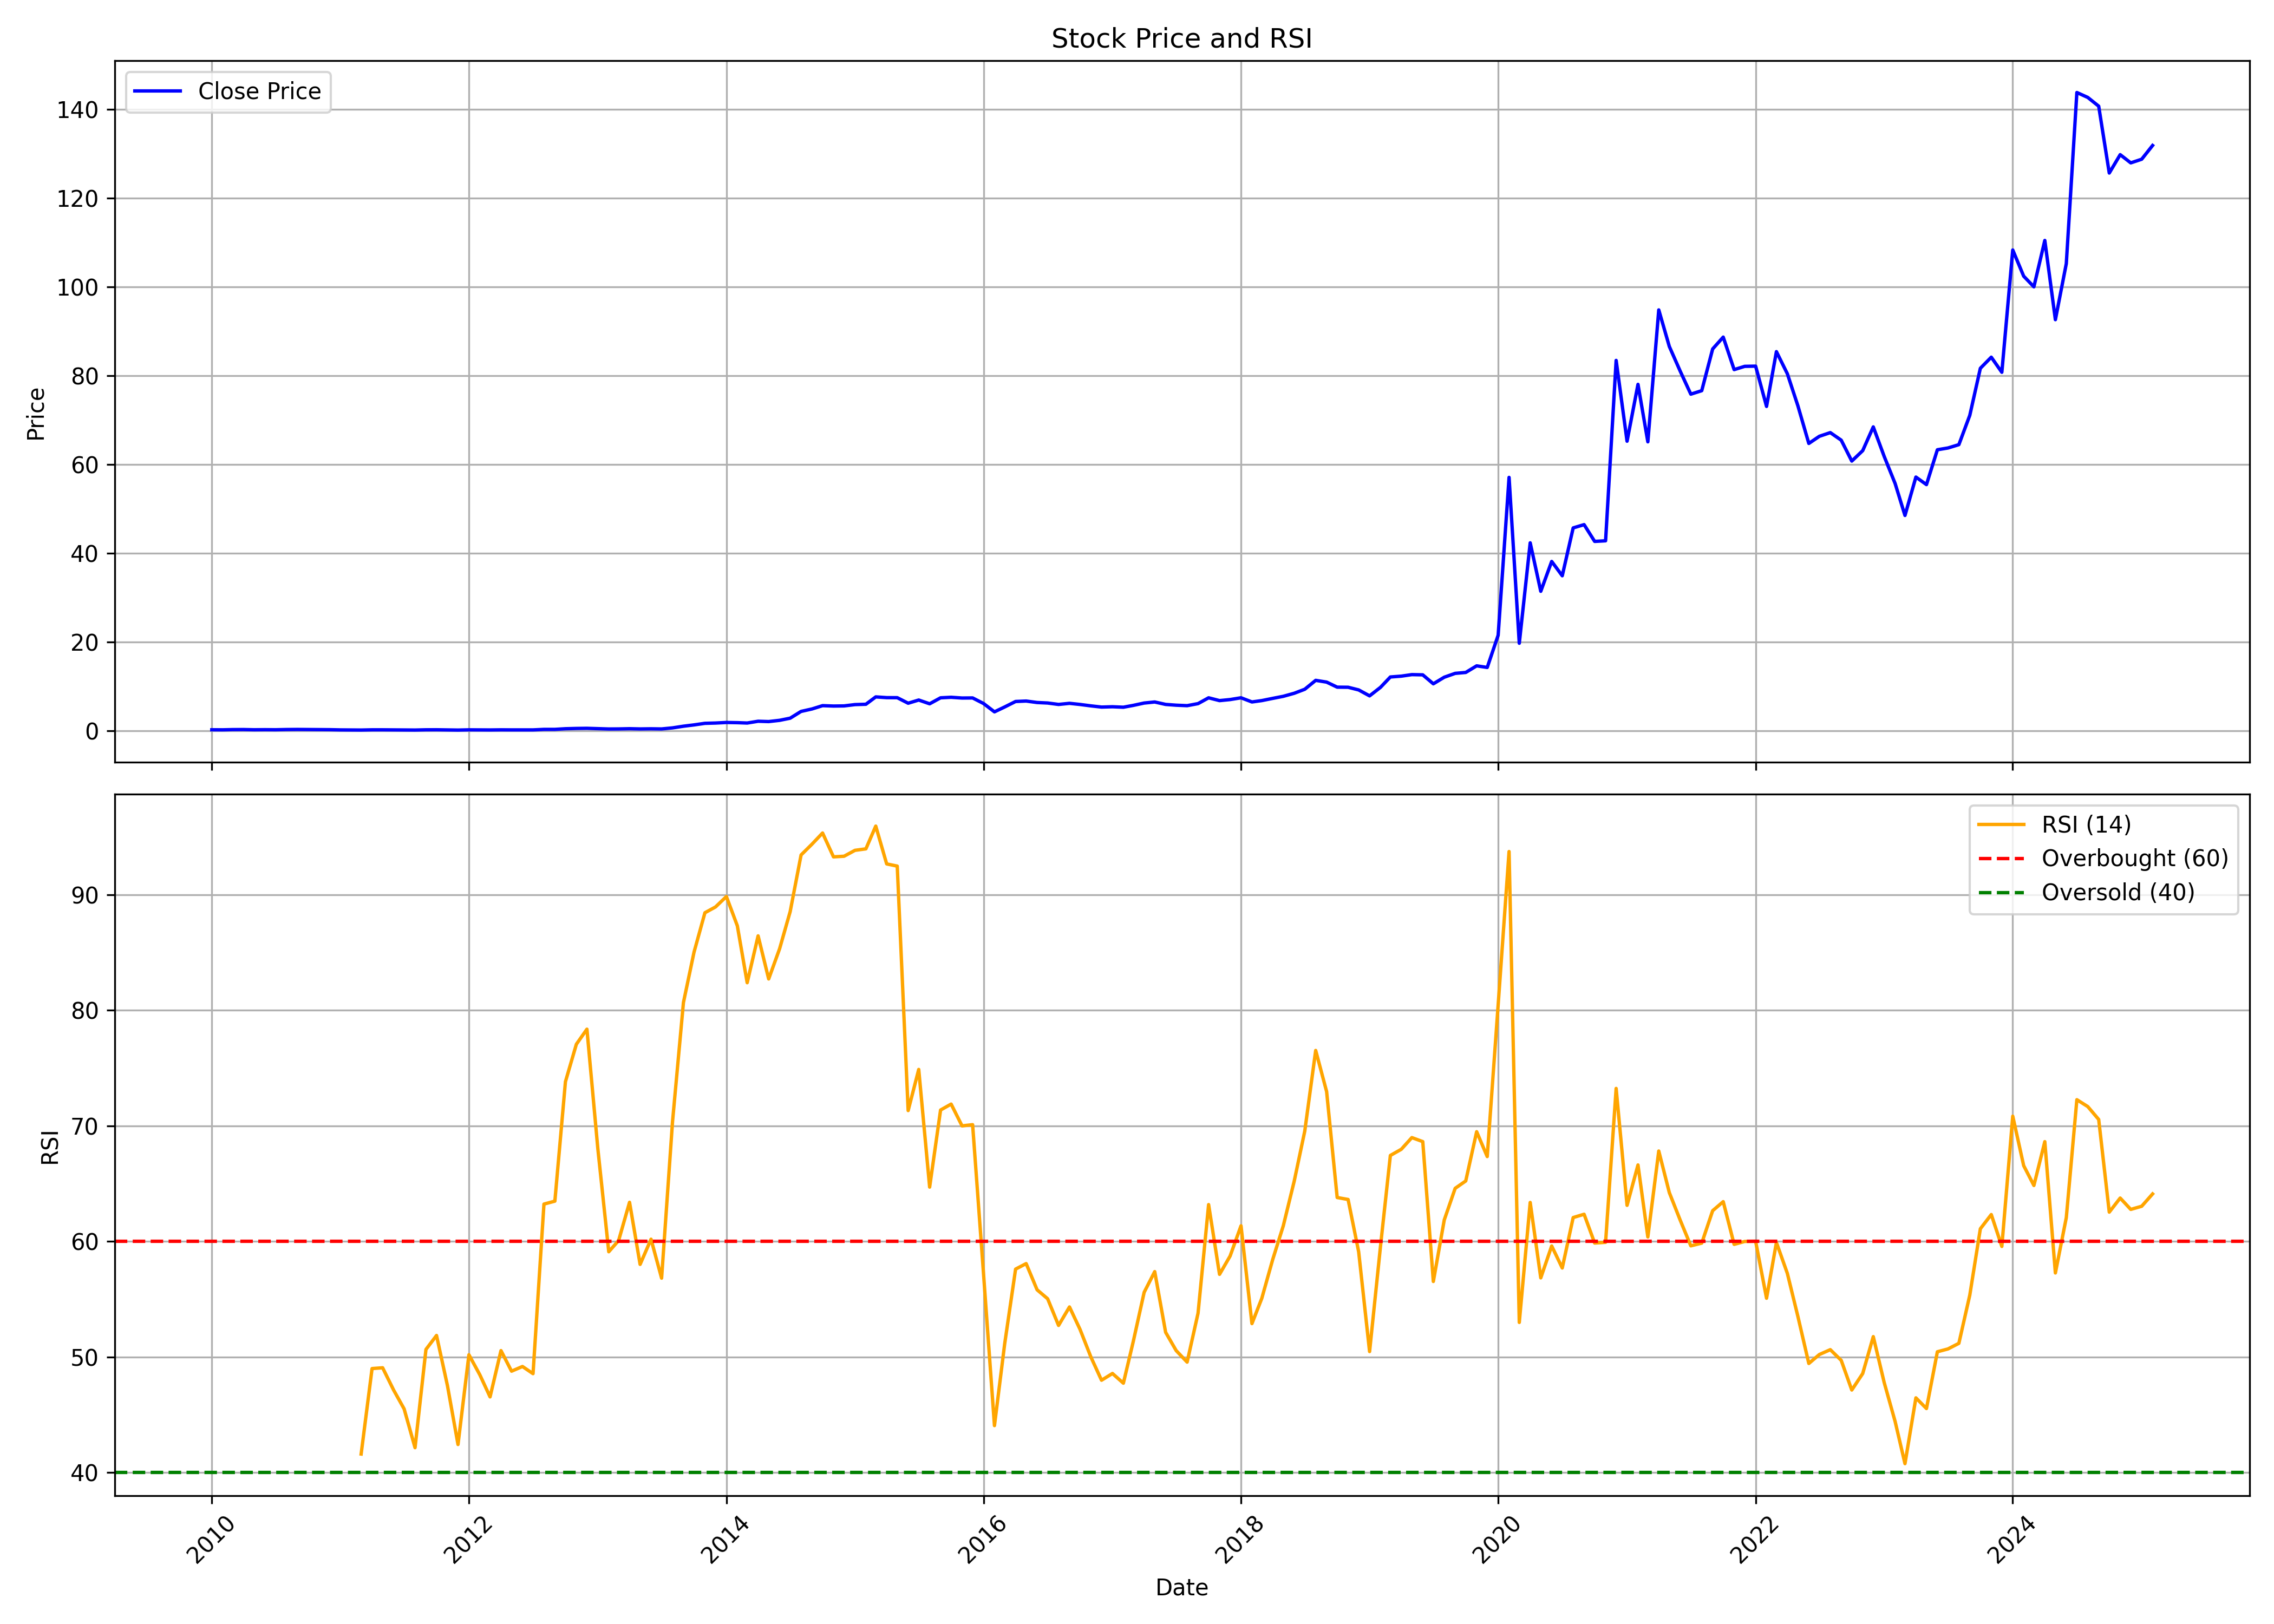 Stock Price and RSI
Close Price
140
120
100
80
60
40
20
0
Price
RSI (14)
Overbought (60)
Oversold (40)
90
80
70
60
50
40
RSI
2010
2012
2014
2016
2018
2020
2022
2024
Date